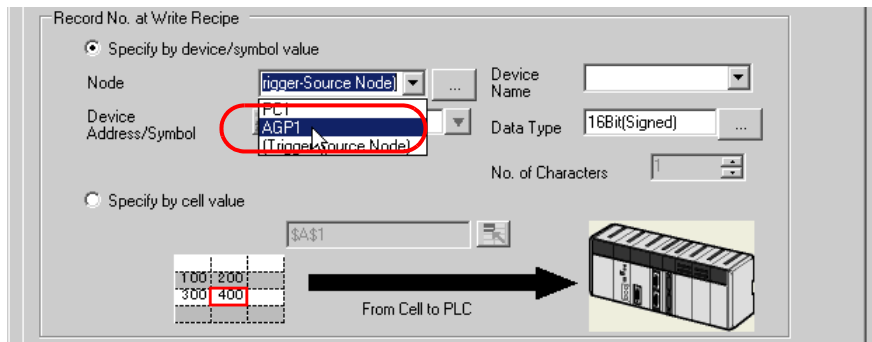 Record No. at Write Recipe
Specify by device/symbol value
Node
rigger-Source Node)
...
Device Name
PC1
AGP1
(Trigger-Source Node)
Device Address/Symbol
Data Type
16Bit(Signed)
...
No. of Characters
1
Specify by cell value
$A$1
100 200
300 400
From Cell to PLC